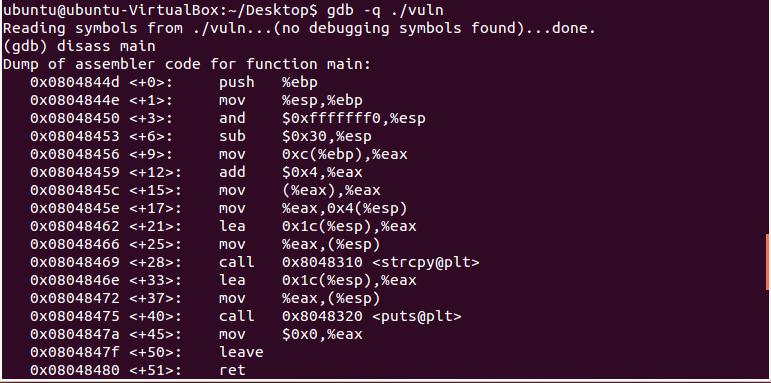 ubuntu@ubuntu-VirtualBox:~/Desktop$ gdb -q ./vuln
Reading symbols from ./vuln...(no debugging symbols found)...done.
(gdb) disass main
Dump of assembler code for function main:
   0x0804844d <+0>:     push   %ebp
   0x0804844e <+1>:     mov    %esp,%ebp
   0x08048450 <+3>:     and    $0xfffffff0,%esp
   0x08048453 <+6>:     sub    $0x30,%esp
   0x08048456 <+9>:     mov    0xc(%ebp),%eax
   0x08048459 <+12>:    add    $0x4,%eax
   0x0804845c <+15>:    mov    (%eax),%eax
   0x0804845e <+17>:    mov    %eax,0x4(%esp)
   0x08048462 <+21>:    lea    0x1c(%esp),%eax
   0x08048466 <+25>:    mov    %eax,(%esp)
   0x08048469 <+28>:    call   0x8048310 <strcpy@plt>
   0x0804846e <+33>:    lea    0x1c(%esp),%eax
   0x08048472 <+37>:    mov    %eax,(%esp)
   0x08048475 <+40>:    call   0x8048320 <puts@plt>
   0x0804847a <+45>:    mov    $0x0,%eax
   0x0804847f <+50>:    leave
   0x08048480 <+51>:    ret